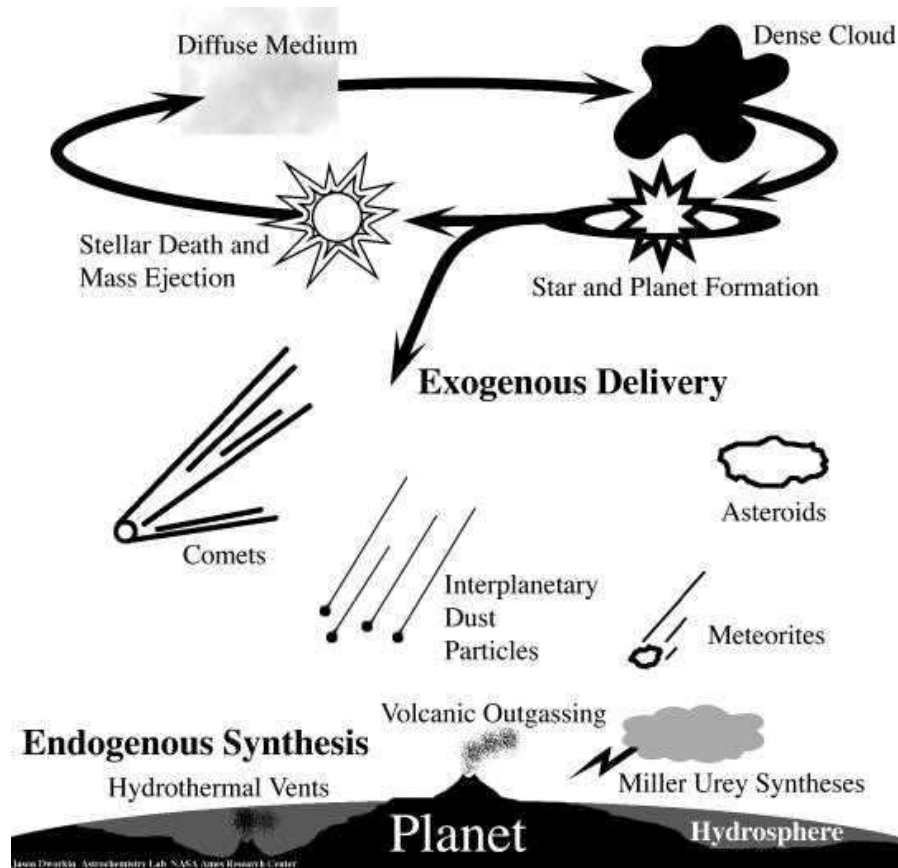 Diffuse Medium
Dense Cloud
Stellar Death and
Mass Ejection
Star and Planet Formation
Exogenous Delivery
Comets
Asteroids
Interplanetary
Dust
Particles
Meteorites
Volcanic Outgassing
Endogenous Synthesis
Hydrothermal Vents
Miller Urey Syntheses
Planet
Hydrosphere
Jason Dworkin Astrochemistry Lab NASA Ames Research Center